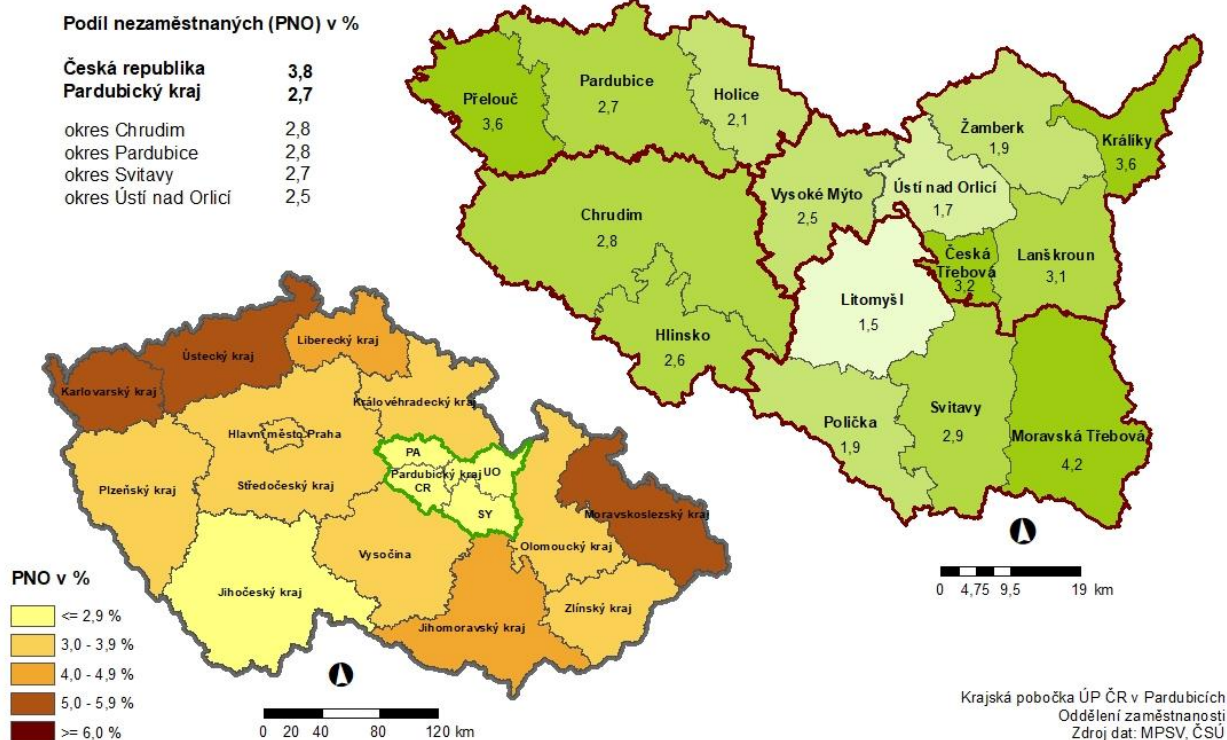 Podíl nezaměstnaných (PNO) v %
Česká republika 3,8
Pardubický kraj 2,7
okres Chrudim 2,8
okres Pardubice 2,8
okres Svitavy 2,7
okres Ústí nad Orlicí 2,5
Přelouč
3,6
Pardubice
2,7
Holice
2,1
Žamberk
1,9
Králíky
3,6
Vysoké Mýto
2,5
Ústí nad Orlicí
1,7
Chrudim
2,8
Česká
Třebová
3,2
Lanškroun
3,1
Litomyšl
1,5
Hlinsko
2,6
Polička
1,9
Svitavy
2,9
Moravská Třebová
4,2
0 4,75 9,5 19 km
Karlovarský kraj
Ústecký kraj
Liberecký kraj
Královéhradecký kraj
Hlavní město Praha
Středočeský kraj
Plzeňský kraj
PA
Pardubický kraj
UO
CR
SY
Moravskoslezský kraj
Olomoucký kraj
Vysočina
Jihočeský kraj
Jihomoravský kraj
Zlínský kraj
PNO v %
<= 2,9 %
3,0 - 3,9 %
4,0 - 4,9 %
5,0 - 5,9 %
>= 6,0 %
0 20 40 80 120 km
Krajská pobočka ÚP ČR v Pardubicích
Oddělení zaměstnanosti
Zdroj dat: MPSV, ČSÚ